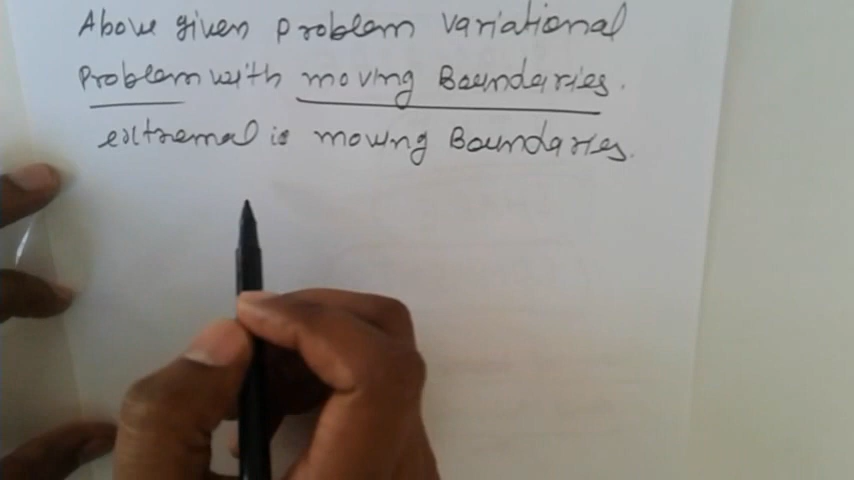 Above given problem variational
Problem with moving Boundaries.
extremal is moving Boundaries.